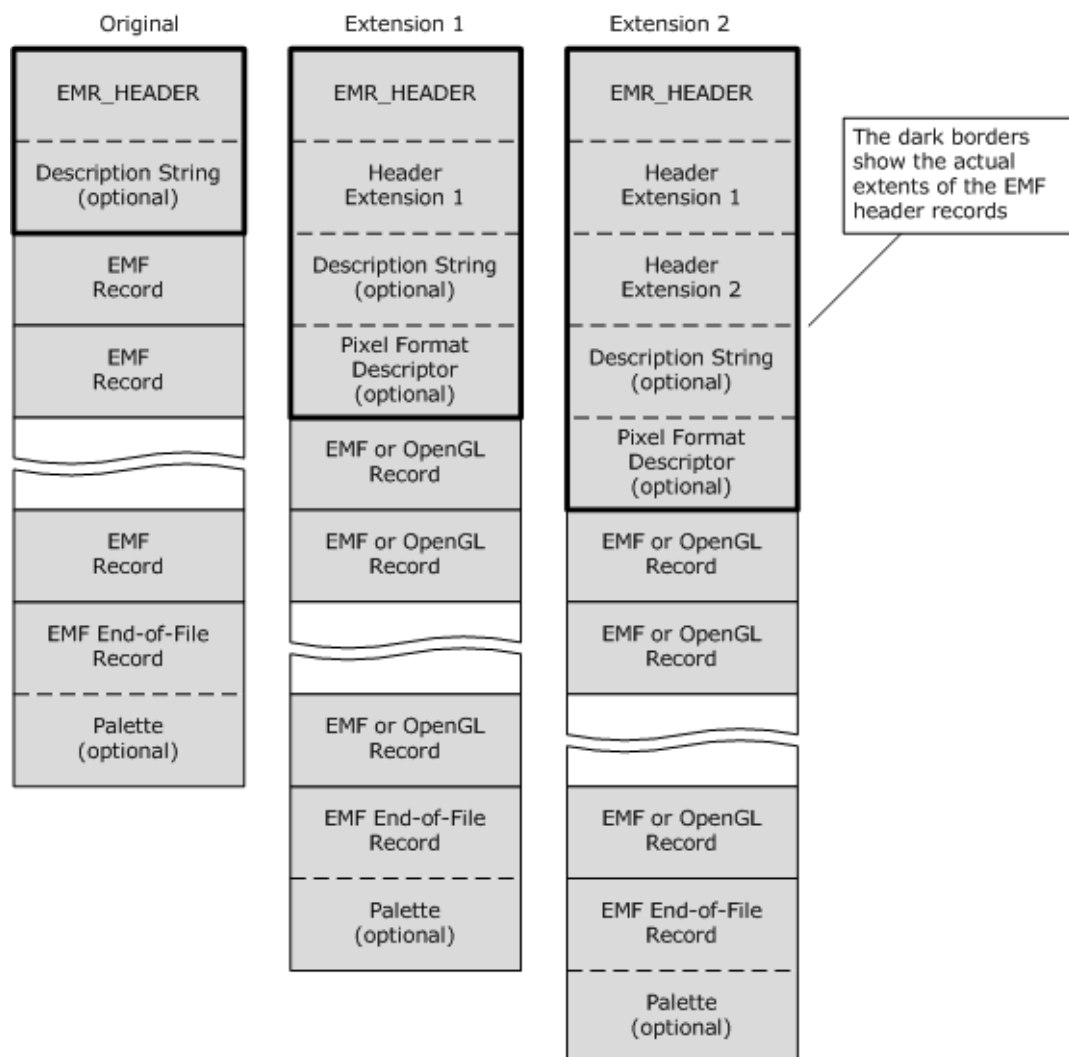 Original
EMR_HEADER
Description String
(optional)
EMF
Record
EMF
Record
EMF
Record
EMF End-of-File
Record
Palette
(optional)
Extension 1
EMR_HEADER
Header
Extension 1
Description String
(optional)
Pixel Format
Descriptor
(optional)
EMF or OpenGL
Record
EMF or OpenGL
Record
EMF or OpenGL
Record
EMF End-of-File
Record
Palette
(optional)
Extension 2
EMR_HEADER
Header
Extension 1
Header
Extension 2
Description String
(optional)
Pixel Format
Descriptor
(optional)
EMF or OpenGL
Record
EMF or OpenGL
Record
EMF or OpenGL
Record
EMF End-of-File
Record
Palette
(optional)
The dark borders
show the actual
extents of the EMF
header records